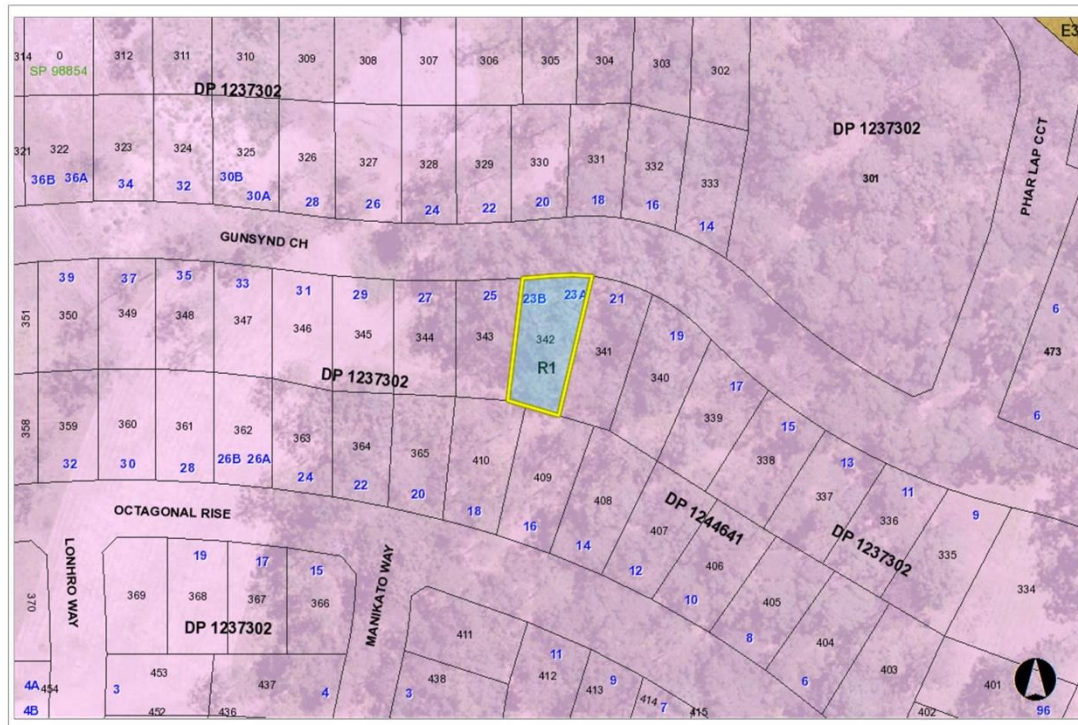 E3
314 0 312 311 310 309 308 307 306 305 304 303 302
SP 98854
DP 1237302
DP 1237302
301
PHAR LAP CCT
321 322 323 324 325 326 327 328 329 330 331 332 333
36B 36A 34 32 30B 30A 28 26 24 22 20 18 16 14
GUNSYND CH
39 37 35 33 31 29 27 25 23B 23A 21 19 17 15 13 11 9
351 350 349 348 347 346 345 344 343 342 341 340 339 338 337 336 335 334
R1
6
473
6
DP 1237302
358 359 360 361 362 363 364 365 410 409 408 407 406 405 404 403 402 401
32 30 28 26B 26A 24 22 20 18 16 14 12 10 8 6 96
DP 1244641
DP 1237302
OCTAGONAL RISE
LONHRO WAY
MANIKATO WAY
19 17 15
370 369 368 367 366
DP 1237302
411
11 9 7
438 412 413 414 415
453 437
4A 454 3 4 3
4B 452 436